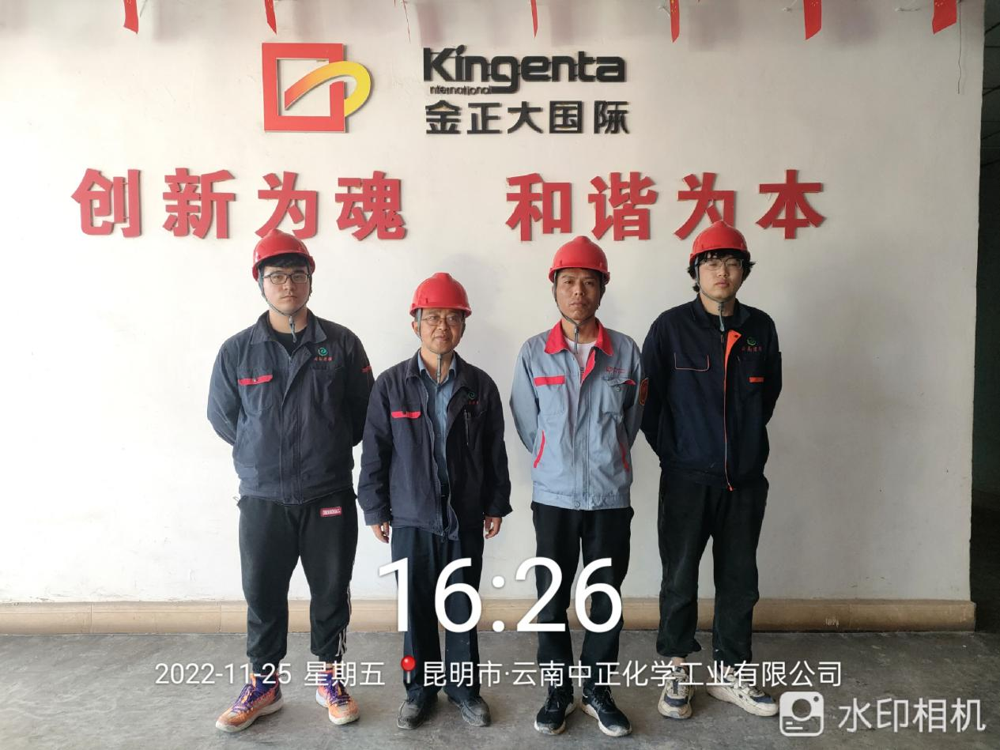 Kingenta
International
金正大国际
创新为魂 和谐为本
16:26
2022-11-25 星期五 昆明市·云南中正化学工业有限公司
水印相机